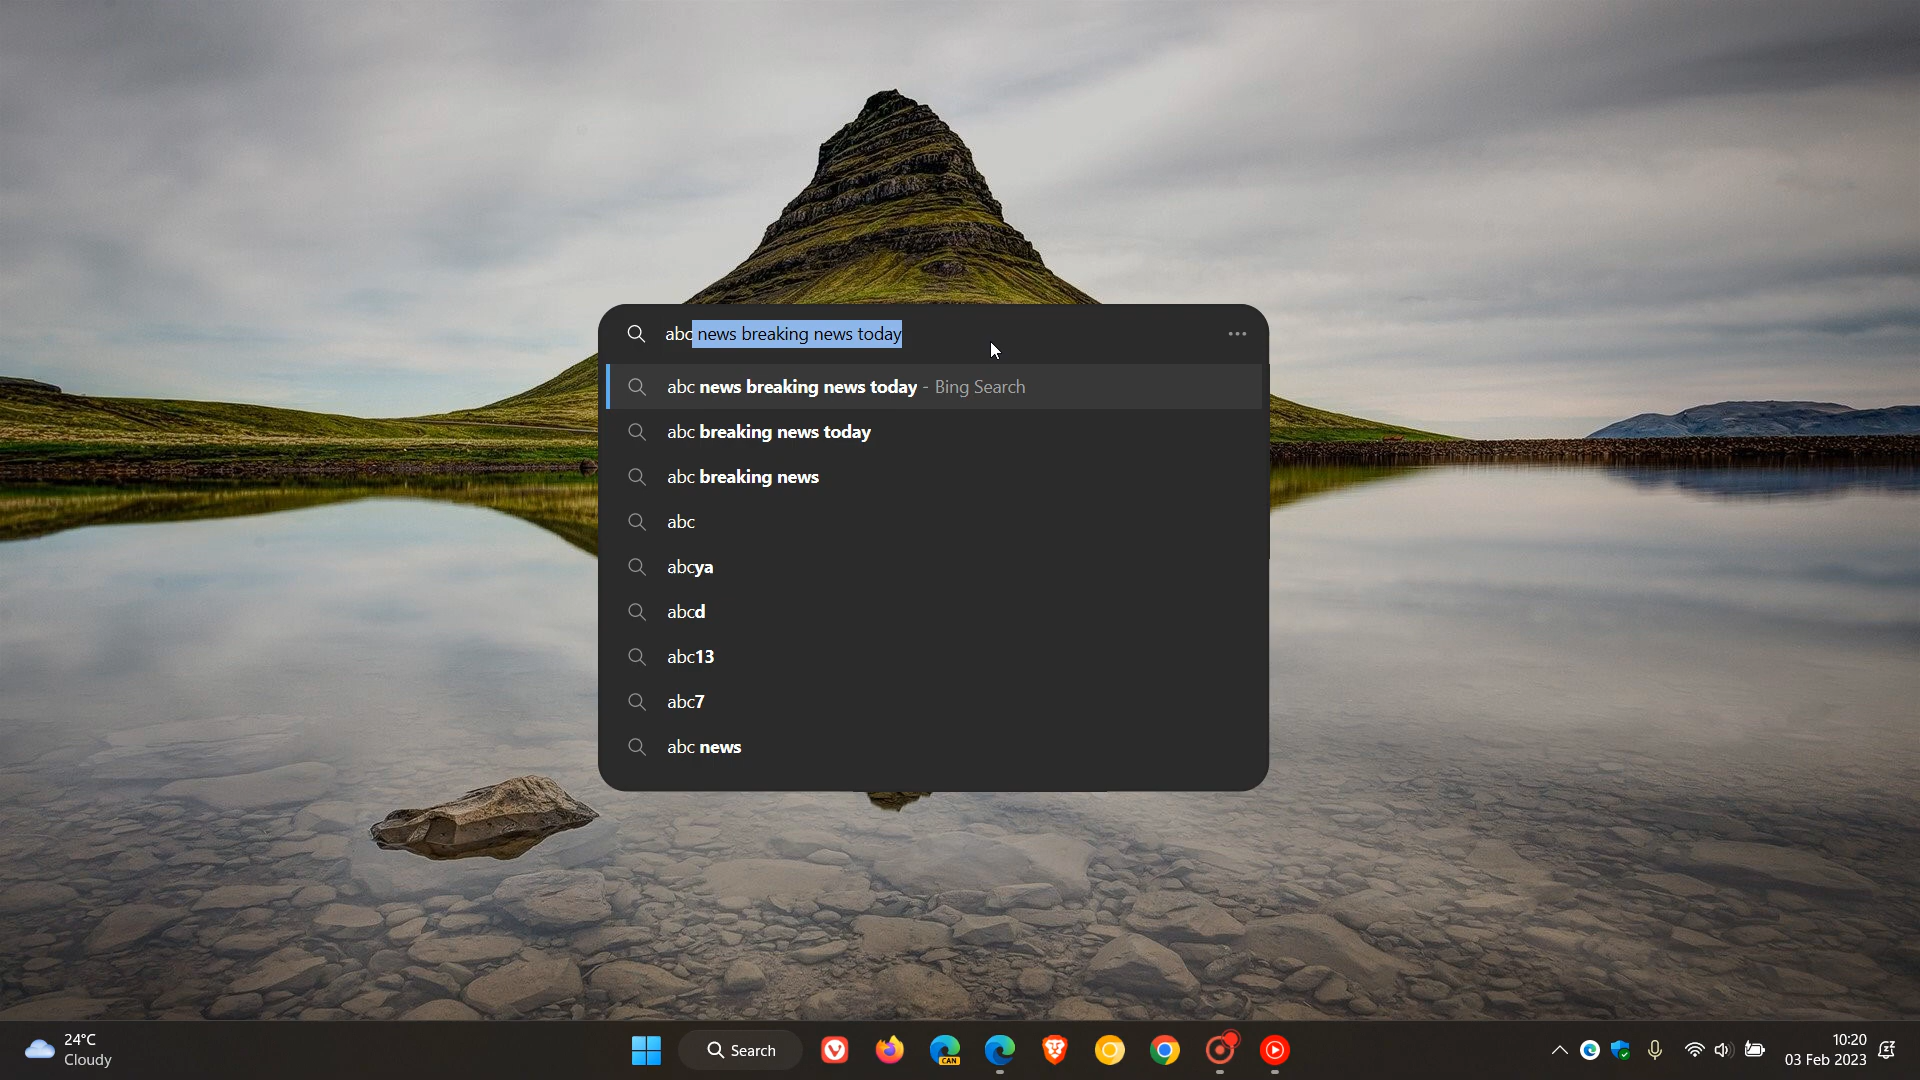 abc news breaking news today
abc news breaking news today - Bing Search
abc breaking news today
abc breaking news
abc
abcya
abcd
abc13
abc7
abc news
24°C
Cloudy
Search
CAN
10:20
03 Feb 2023